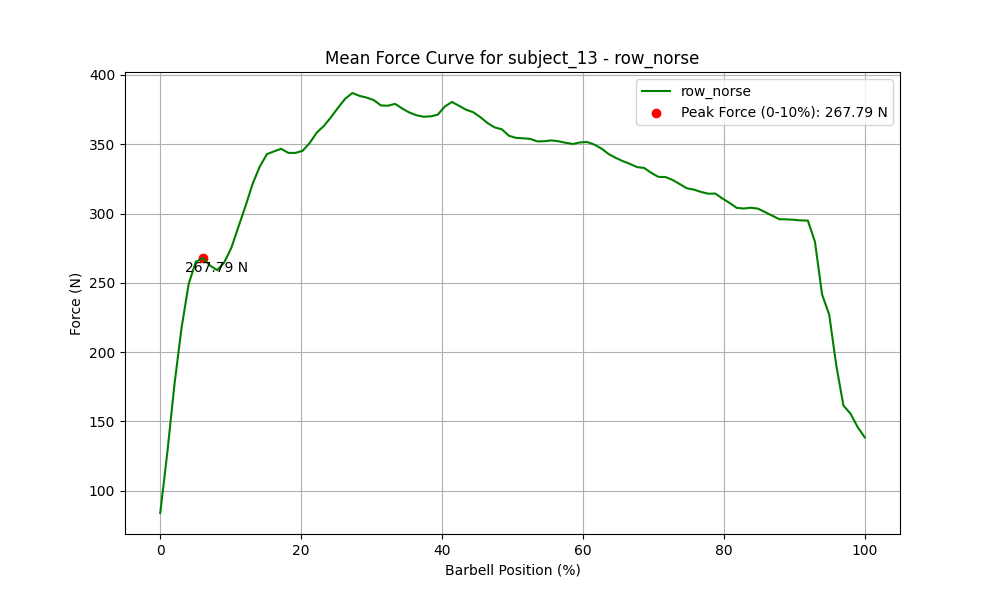 Mean Force Curve for subject_13 - row_norse
row_norse
Peak Force (0-10%): 267.79 N
400
350
300
250
200
150
100
267.79 N
Force (N)
0
20
40
60
80
100
Barbell Position (%)